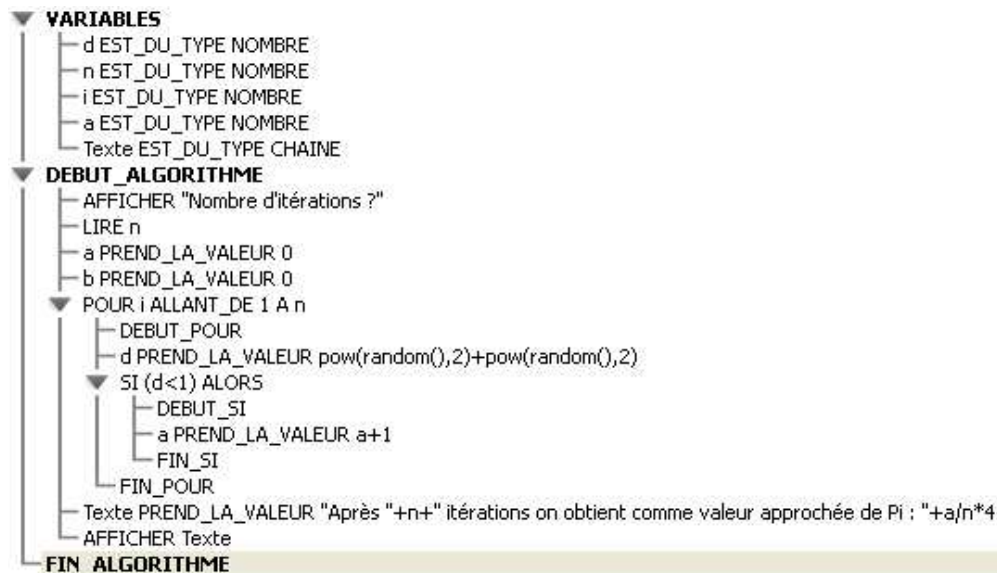 VARIABLES
d EST_DU_TYPE NOMBRE
n EST_DU_TYPE NOMBRE
i EST_DU_TYPE NOMBRE
a EST_DU_TYPE NOMBRE
Texte EST_DU_TYPE CHAINE
DEBUT_ALGORITHME
AFFICHER "Nombre d'itérations ?"
LIRE n
a PREND_LA_VALEUR 0
b PREND_LA_VALEUR 0
POUR i ALLANT_DE 1 A n
DEBUT_POUR
d PREND_LA_VALEUR pow(random(),2)+pow(random(),2)
SI (d<1) ALORS
DEBUT_SI
a PREND_LA_VALEUR a+1
FIN_SI
FIN_POUR
Texte PREND_LA_VALEUR "Après "+n+" itérations on obtient comme valeur approchée de Pi : "+a/n*4
AFFICHER Texte
FIN_ALGORITHME